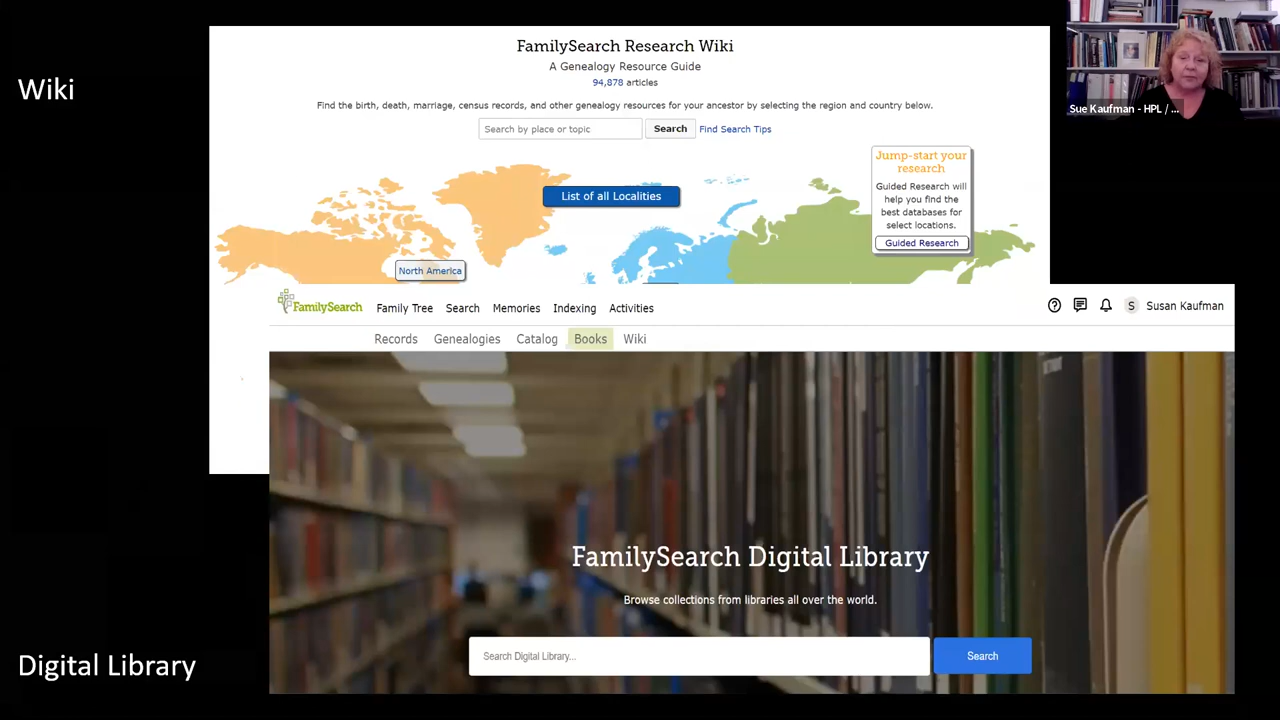 Wiki
FamilySearch Research Wiki
A Genealogy Resource Guide
94,878 articles
Find the birth, death, marriage, census records, and other genealogy resources for your ancestor by selecting the region and country below.
Search by place or topic
Search
Find Search Tips
Jump-start your
research
Guided Research will
help you find the
best databases for
select locations.
Guided Research
List of all Localities
North America
Sue Kaufman - HPL / ...
FamilySearch
Family Tree Search Memories Indexing Activities
S Susan Kaufman
Records Genealogies Catalog Books Wiki
FamilySearch Digital Library
Browse collections from libraries all over the world.
Search Digital Library...
Search
Digital Library